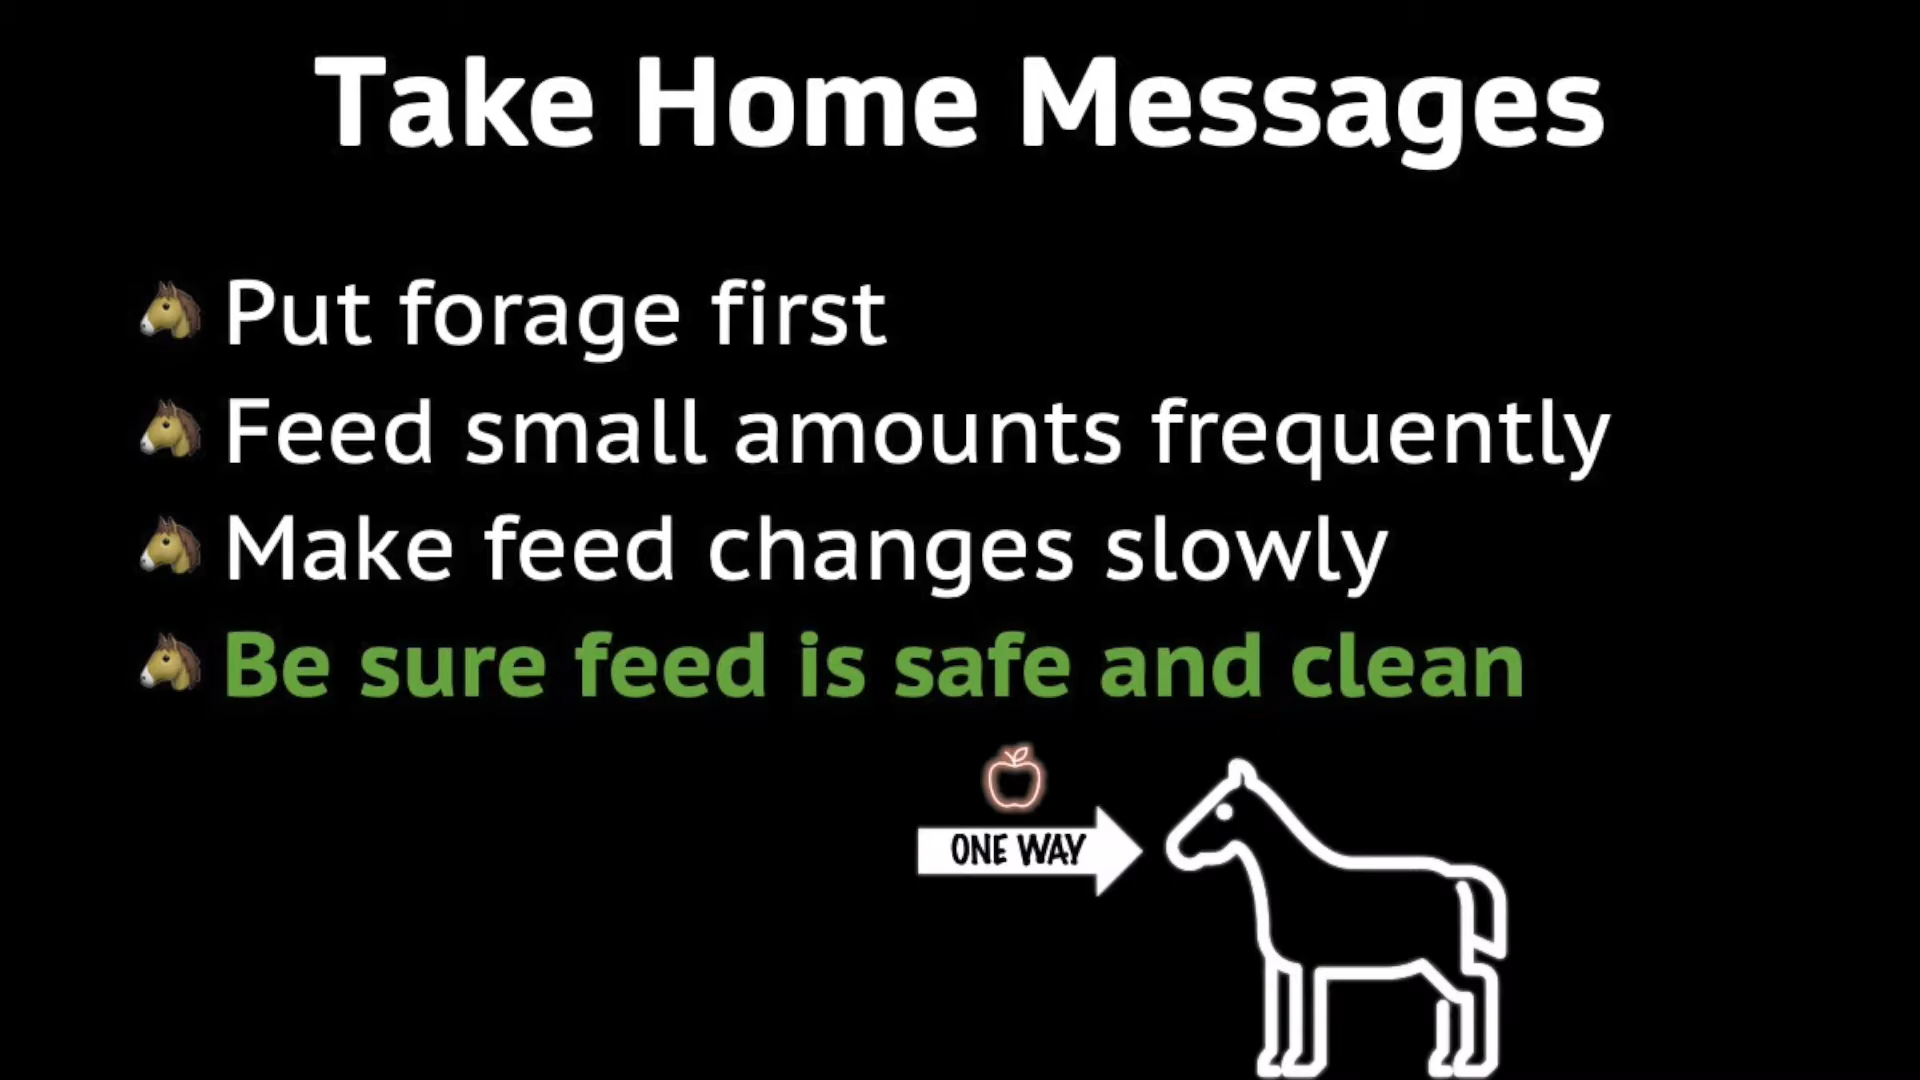 Take Home Messages
Put forage first
Feed small amounts frequently
Make feed changes slowly
Be sure feed is safe and clean
ONE WAY